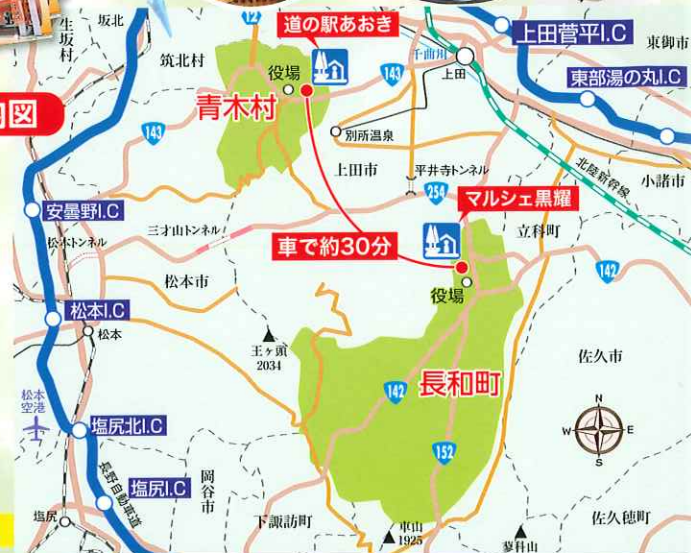 坂北
生坂村
12
道の駅あおき
上田菅平I.C
筑北村
千曲川
東御市
役場
143
上田
東部湯の丸I.C
内図
青木村
143
別所温泉
北陸新幹線
上田市
平井寺トンネル
小諸市
254
安曇野I.C
マルシェ黒耀
松本トンネル
三才山トンネル
車で約30分
立科町
142
松本市
役場
松本I.C
松本
王ヶ頭
2034
佐久市
142
長和町
松本
空港
N
W
E
S
塩尻北I.C
152
塩尻I.C
長野自動車道
岡谷市
塩尻
下諏訪町
車山
1925
蓼科山
佐久穂町